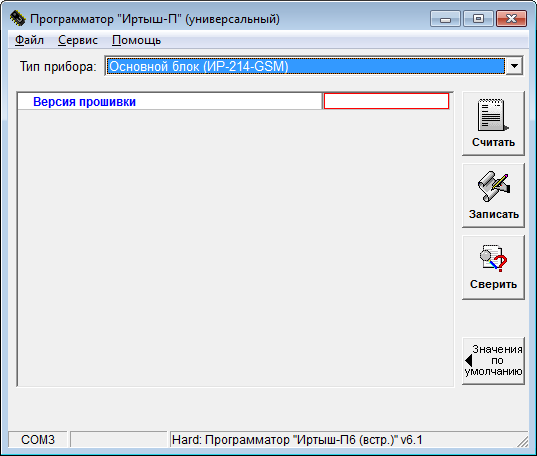 Программатор "Иртыш-П" (универсальный)
Файл Сервис Помощь
Тип прибора: Основной блок (ИР-214-GSM)
Версия прошивки
Считать
Записать
Сверить
Значения
по
умолчанию
COM3 Hard: Программатор "Иртыш-П6 (встр.)" v6.1